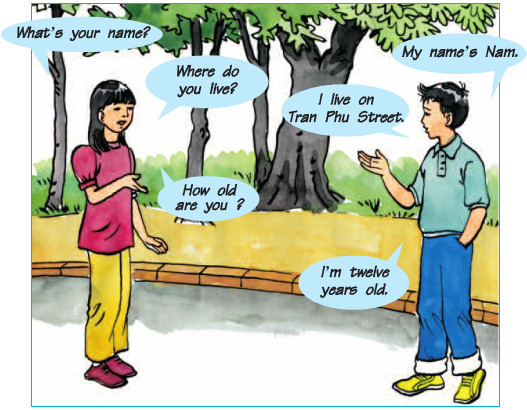 What's your name?
My name's Nam.
Where do
you live?
I live on
Tran Phu Street.
How old
are you ?
I'm twelve
years old.